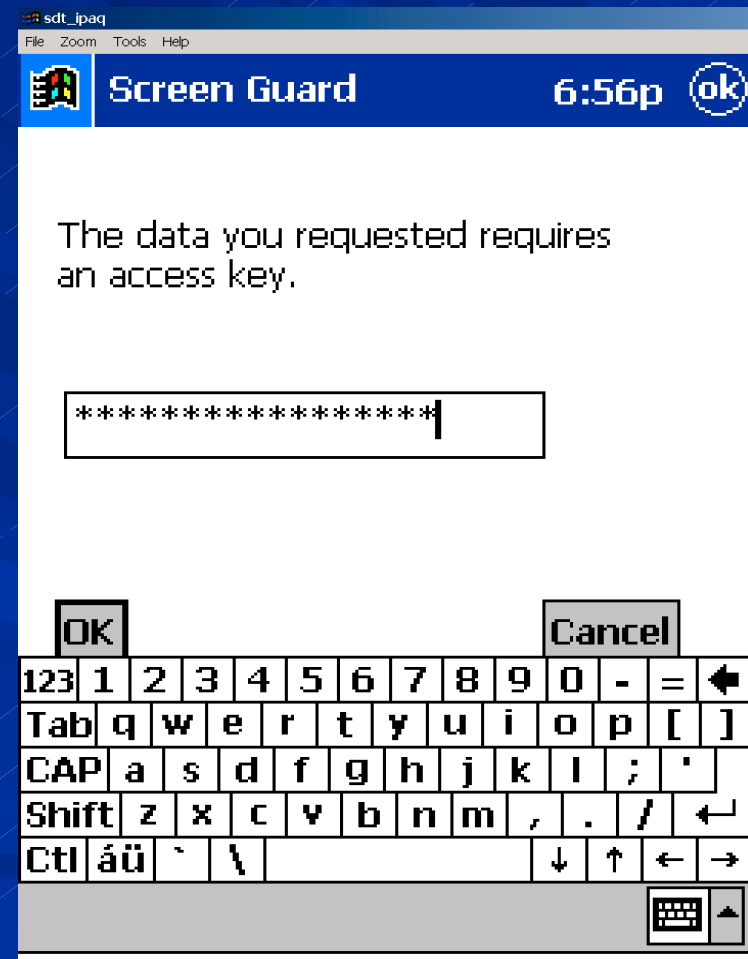 sdt_ipaq
File Zoom Tools Help
Screen Guard 6:56p ok
The data you requested requires
an access key.
*****************
OK Cancel
123 1 2 3 4 5 6 7 8 9 0 - = 🡄
Tab q w e r t y u i o p [ ]
CAP a s d f g h j k l ; '
Shift z x c v b n m , . / ↵
Ctl áü ` \ ↓ ↑ ← →